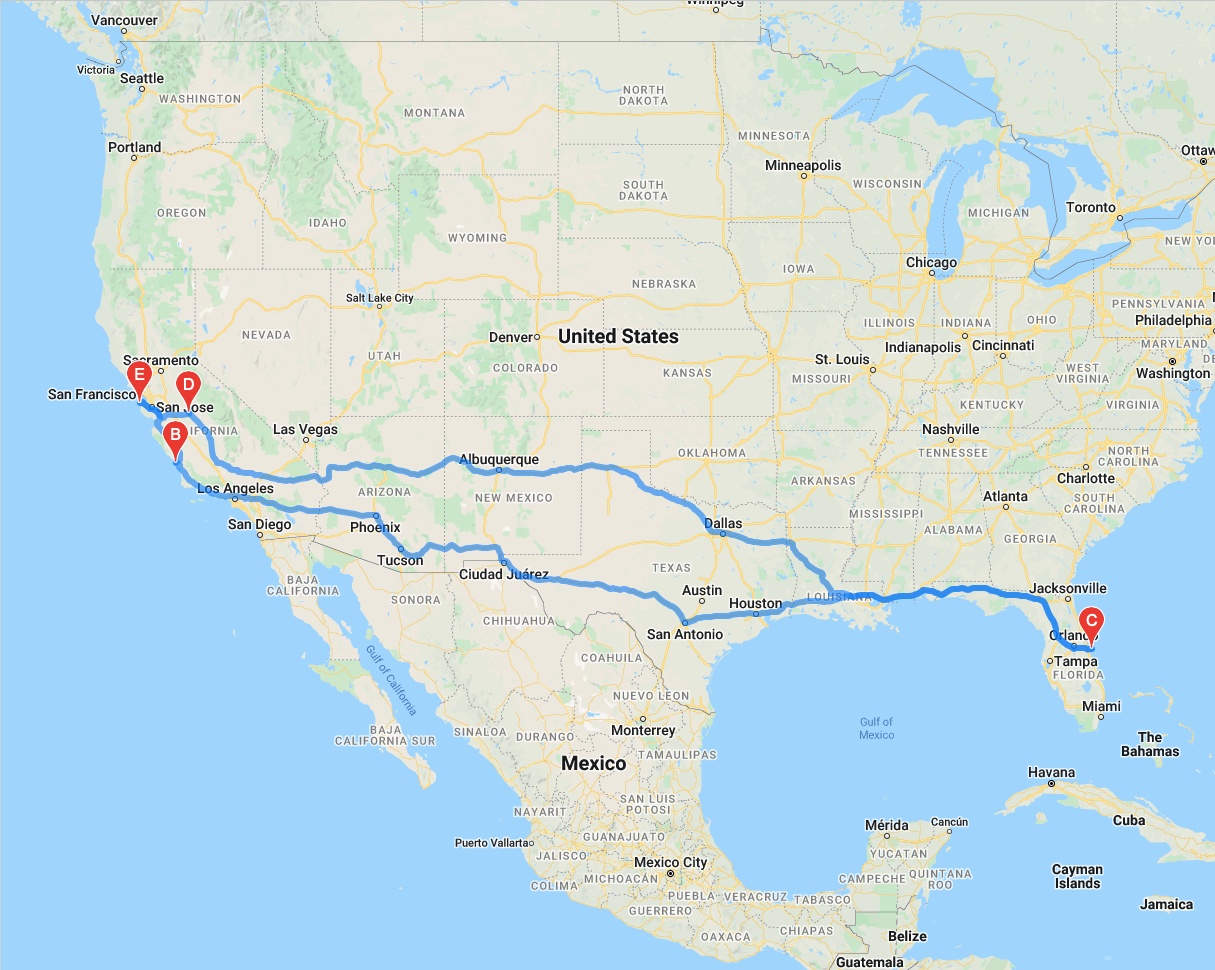 Winnipeg
Vancouver
Victoria
Seattle
WASHINGTON
MONTANA
NORTH
DAKOTA
MINNESOTA
Ottaw
Portland
Minneapolis
WISCONSIN
SOUTH
DAKOTA
OREGON
IDAHO
MICHIGAN
Toronto
WYOMING
NEW YOR
Chicago
IOWA
Salt Lake City
NEBRASKA
PENNSYLVANIA
NEVADA
Denver
United States
ILLINOIS
INDIANA
OHIO
Philadelphia
UTAH
Indianapolis
Cincinnati
MARYLAND
Sacramento
COLORADO
KANSAS
St. Louis
MISSOURI
WEST
VIRGINIA
DE
Washington
E
D
San Francisco
San Jose
KENTUCKY
VIRGINIA
B
IFORNIA
Las Vegas
Nashville
TENNESSEE
Albuquerque
OKLAHOMA
NORTH
CAROLINA
Los Angeles
ARIZONA
NEW MEXICO
ARKANSAS
Charlotte
Atlanta
SOUTH
CAROLINA
San Diego
Phoenix
Dallas
MISSISSIPPI
ALABAMA
GEORGIA
Tucson
Ciudad Juárez
TEXAS
BAJA
CALIFORNIA
SONORA
Austin
Houston
LOUISIANA
Jacksonville
CHIHUAHUA
San Antonio
C
Orlando
COAHUILA
Tampa
FLORIDA
Gulf of California
NUEVO LEON
Miami
BAJA
CALIFORNIA SUR
SINALOA
DURANGO
Monterrey
Gulf of
Mexico
The
Bahamas
Mexico
TAMAULIPAS
Havana
NAYARIT
SAN LUIS
POTOSI
Cuba
Puerto Vallarta
GUANAJUATO
Mérida
Cancún
JALISCO
Mexico City
YUCATAN
COLIMA
MICHOACÁN
CAMPECHE
QUINTANA
ROO
Cayman
Islands
PUEBLA
VERACRUZ
TABASCO
GUERRERO
Jamaica
OAXACA
CHIAPAS
Belize
Guatemala